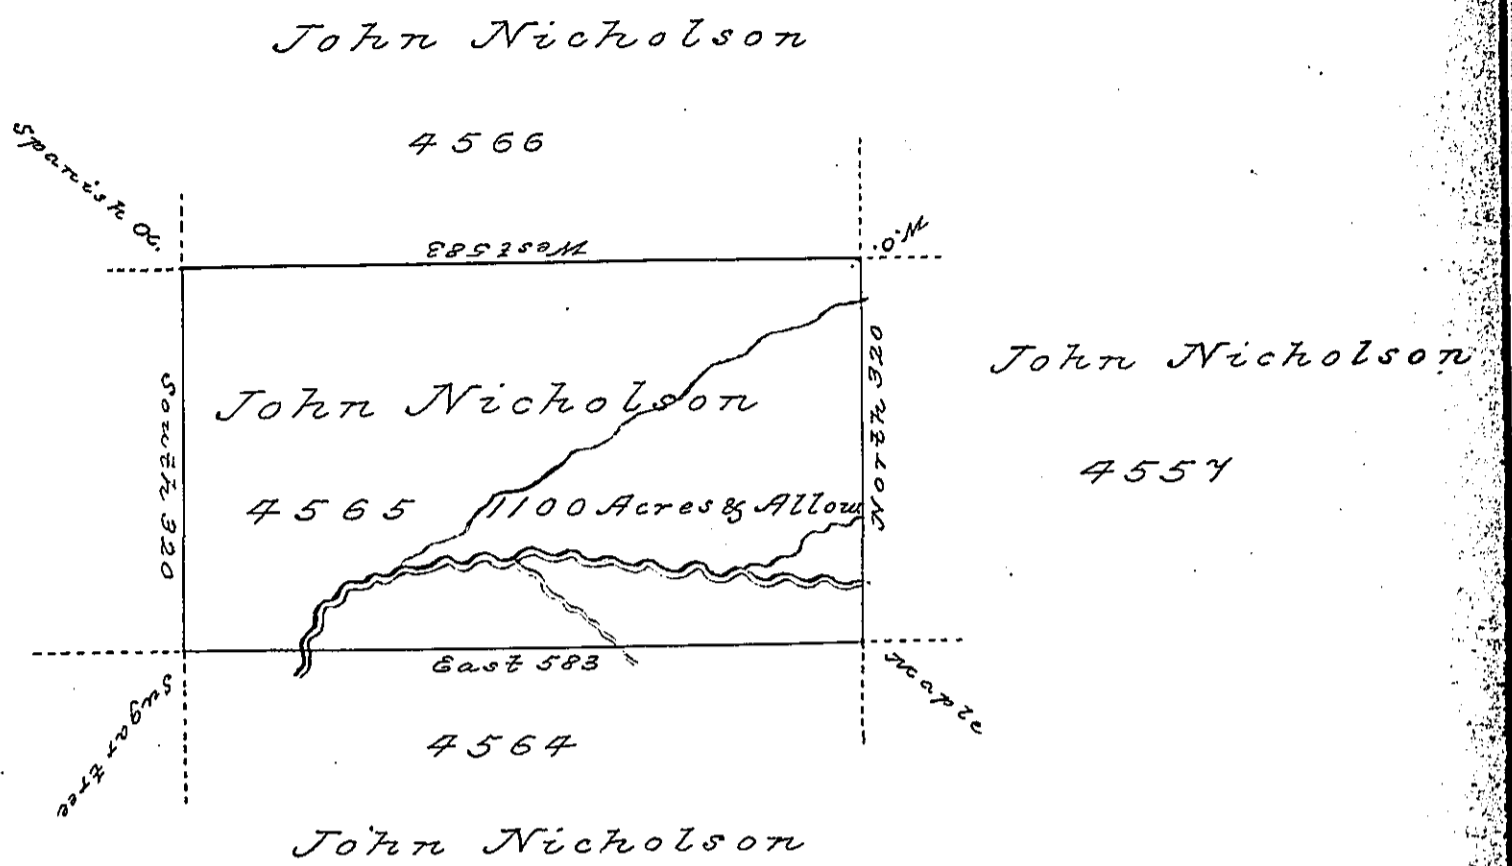 John Nicholson
4566
Spanish O.
W.O.
West 583
North 320
South 320
John Nicholson
4565 1100 Acres & Allow
John Nicholson
4557
East 583
Maple
Sugar tree
4564
John Nicholson